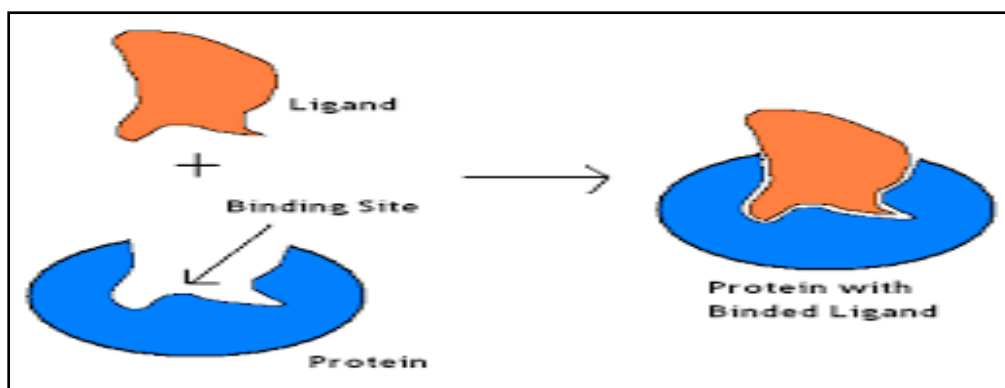 Ligand
+
Binding Site
Protein
Protein with
Binded Ligand